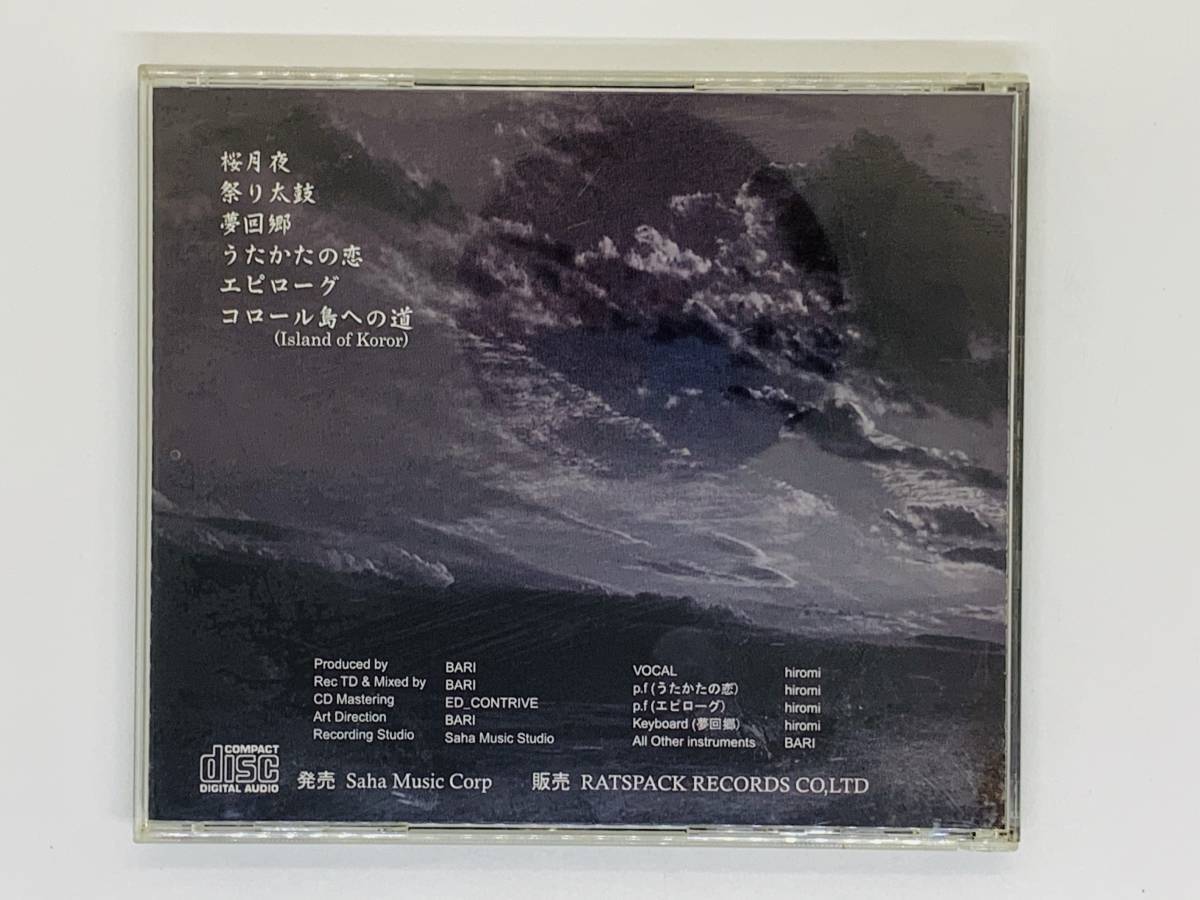 桜月夜
祭り太鼓
夢回郷
うたかたの恋
エピローグ
コロール島への道
(Island of Koror)
Produced by BARI
Rec TD & Mixed by BARI
CD Mastering ED_CONTRIVE
Art Direction BARI
Recording Studio Saha Music Studio
VOCAL hiromi
p.f (うたかたの恋) hiromi
p.f (エピローグ) hiromi
Keyboard (夢回郷) hiromi
All Other instruments BARI
COMPACT
disc
DIGITAL AUDIO
発売 Saha Music Corp 販売 RATSPACK RECORDS CO,LTD